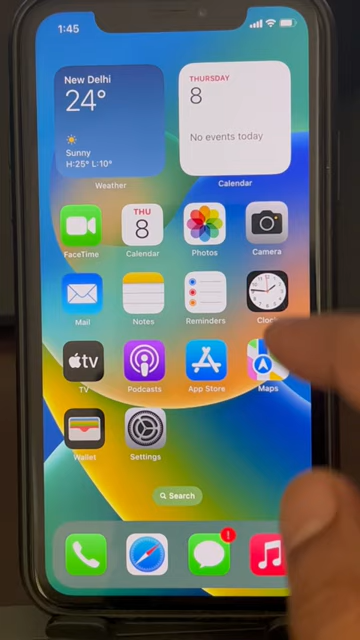 1:45
New Delhi
24°
Sunny
H:25° L:10°
Weather
THURSDAY
8
No events today
Calendar
FaceTime
THU
8
Calendar
Photos
Camera
Mail
Notes
Reminders
Clock
tv
TV
Podcasts
App Store
Maps
Wallet
Settings
Search
!